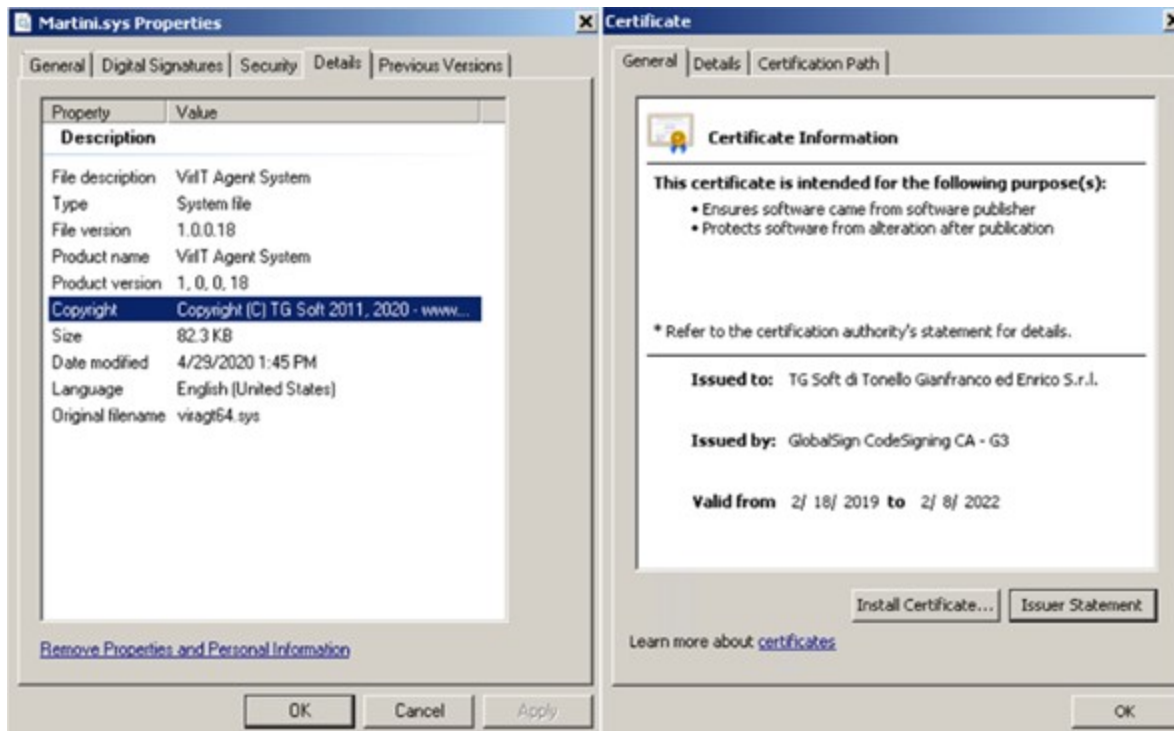 Martini.sys Properties
General Digital Signatures Security Details Previous Versions
Property Value
Description
File description VirIT Agent System
Type System file
File version 1.0.0.18
Product name VirIT Agent System
Product version 1, 0, 0, 18
Copyright Copyright (C) TG Soft 2011, 2020 - www...
Size 82.3 KB
Date modified 4/29/2020 1:45 PM
Language English (United States)
Original filename viragt64.sys
Remove Properties and Personal Information
OK Cancel Apply
Certificate
General Details Certification Path
Certificate Information
This certificate is intended for the following purpose(s):
• Ensures software came from software publisher
• Protects software from alteration after publication
* Refer to the certification authority's statement for details.
Issued to: TG Soft di Tonello Gianfranco ed Enrico S.r.l.
Issued by: GlobalSign CodeSigning CA - G3
Valid from 2/ 18/ 2019 to 2/ 8/ 2022
Install Certificate... Issuer Statement
Learn more about certificates
OK